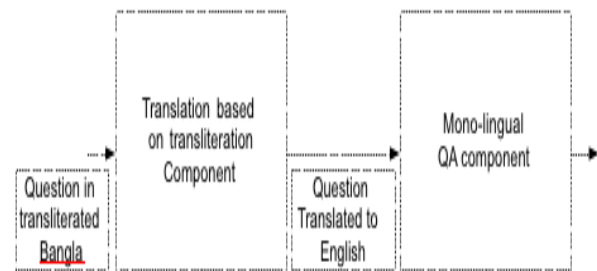 Question in
transliterated
Bangla
Translation based
on transliteration
Component
Question
Translated to
English
Mono-lingual
QA component